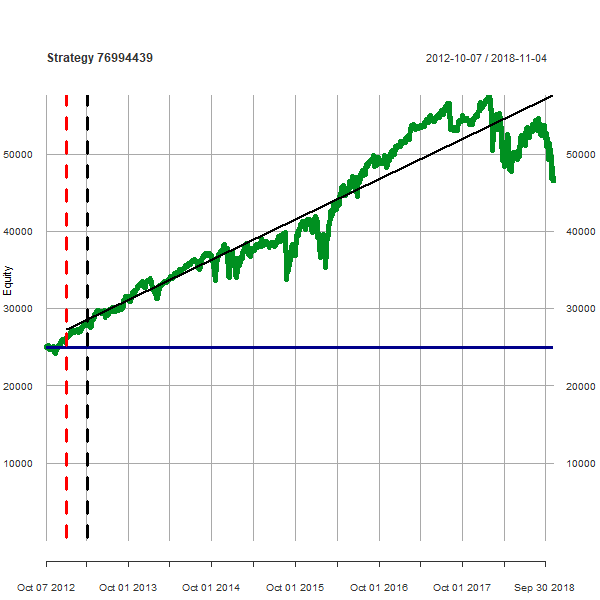 Strategy 76994439
2012-10-07 / 2018-11-04
50000
50000
40000
40000
Equity
30000
30000
20000
20000
10000
10000
Oct 07 2012
Oct 01 2013
Oct 01 2014
Oct 01 2015
Oct 01 2016
Oct 01 2017
Sep 30 2018